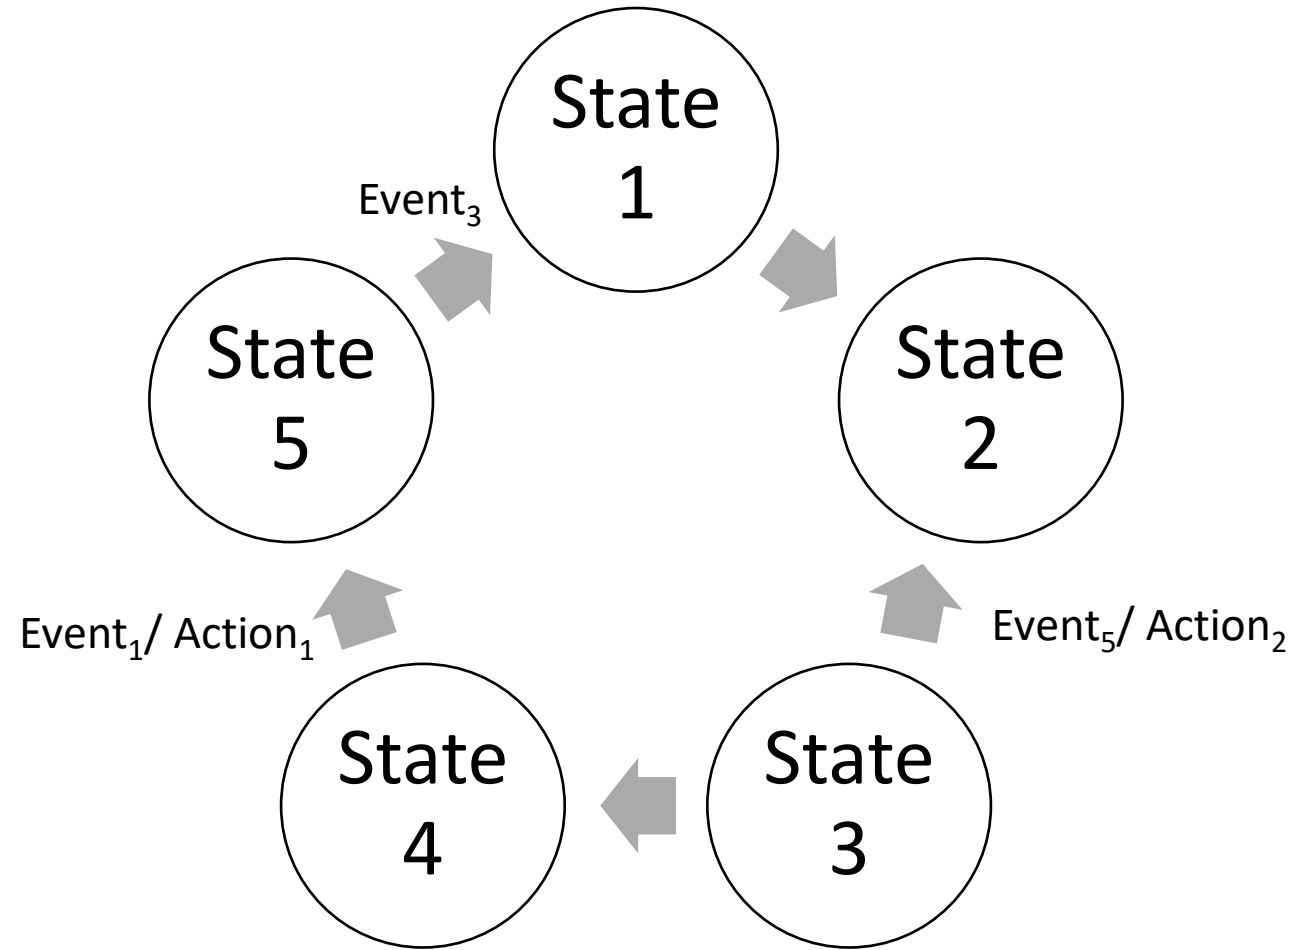 State
1
Event₃
State
5
State
2
Event₁/ Action₁
Event₅/ Action₂
State
4
State
3